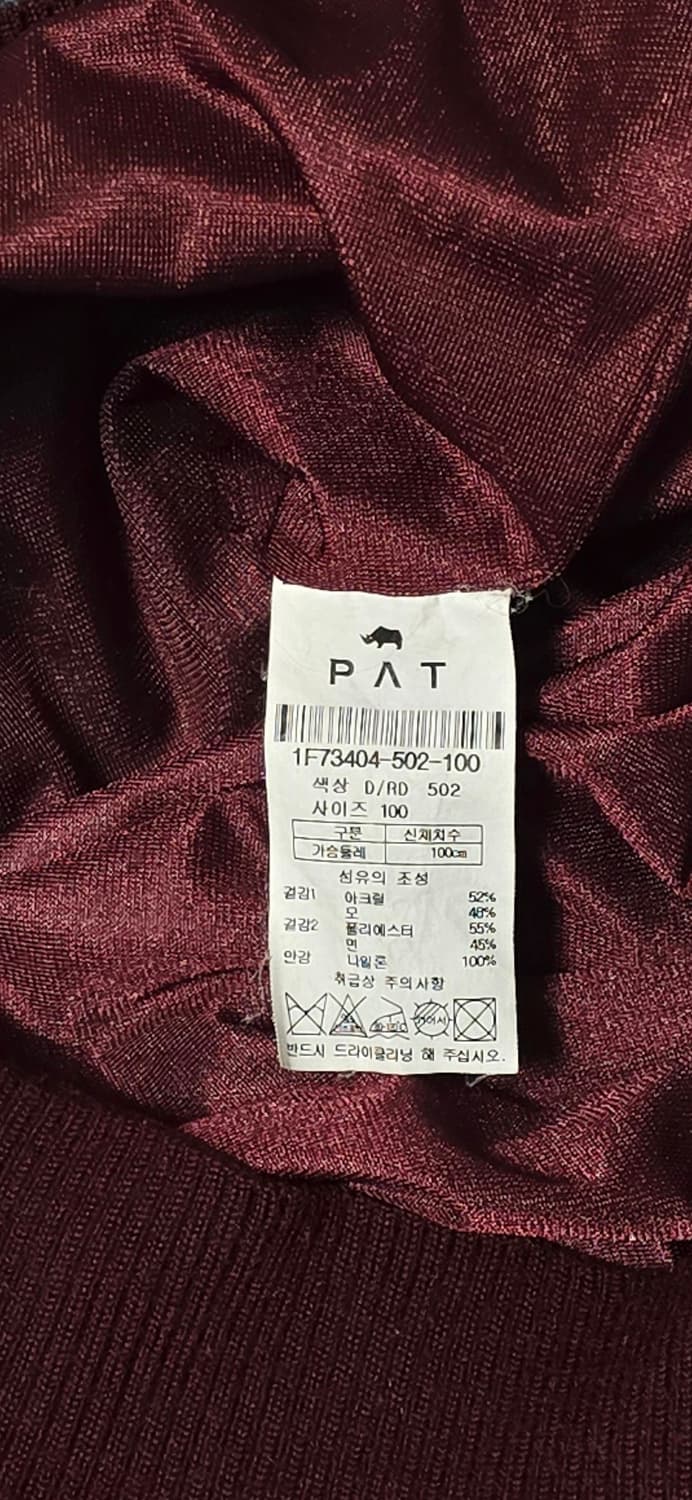 PAT
1F73404-502-100
색상 D/RD 502
사이즈 100
구분 신체치수
가슴둘레 100cm
섬유의 조성
겉감1 아크릴 52%
모 48%
겉감2 폴리에스터 55%
면 45%
안감 나일론 100%
취급상 주의사항
반드시 드라이클리닝 해 주십시오.